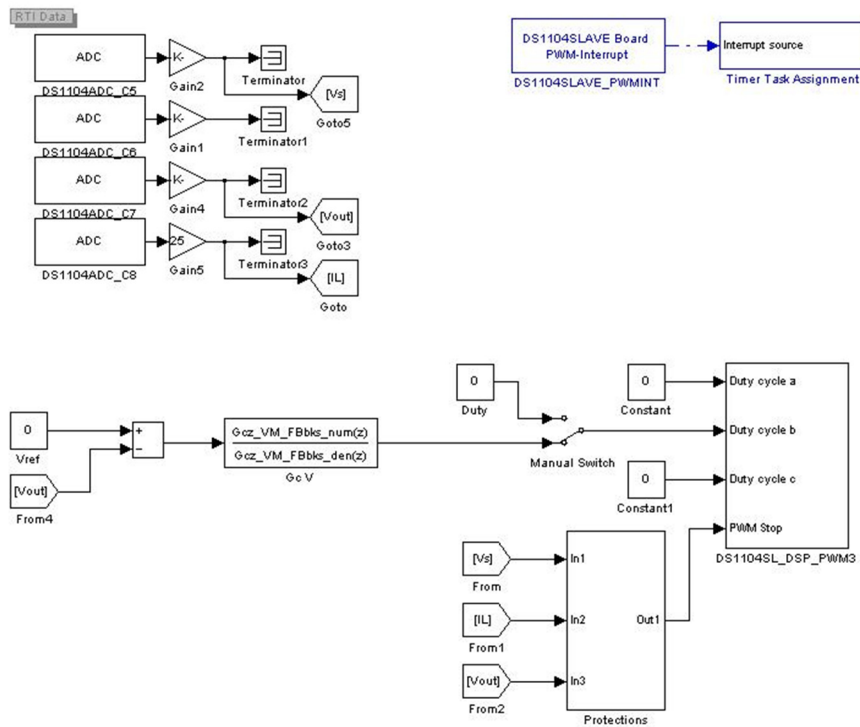 RTI Data
ADC
DS1104ADC_C5
K-
Gain2
Terminator
[Vs]
Goto5
ADC
DS1104ADC_C6
K-
Gain1
Terminator1
ADC
DS1104ADC_C7
K-
Gain4
Terminator2
[Vout]
Goto3
ADC
DS1104ADC_C8
25
Gain5
Terminator3
[IL]
Goto
DS1104SLAVE Board
PWM-Interrupt
DS1104SLAVE_PWMINT
Interrupt source
Timer Task Assignment
0
Vref
[Vout]
From4
+
−
Gcz_VM_FBbks_num(z)
Gcz_VM_FBbks_den(z)
Gc V
0
Duty
Manual Switch
0
Constant
0
Constant1
Duty cycle a
Duty cycle b
Duty cycle c
PWM Stop
DS1104SL_DSP_PWM3
[Vs]
From
[IL]
From1
[Vout]
From2
In1
In2
In3
Out1
Protections